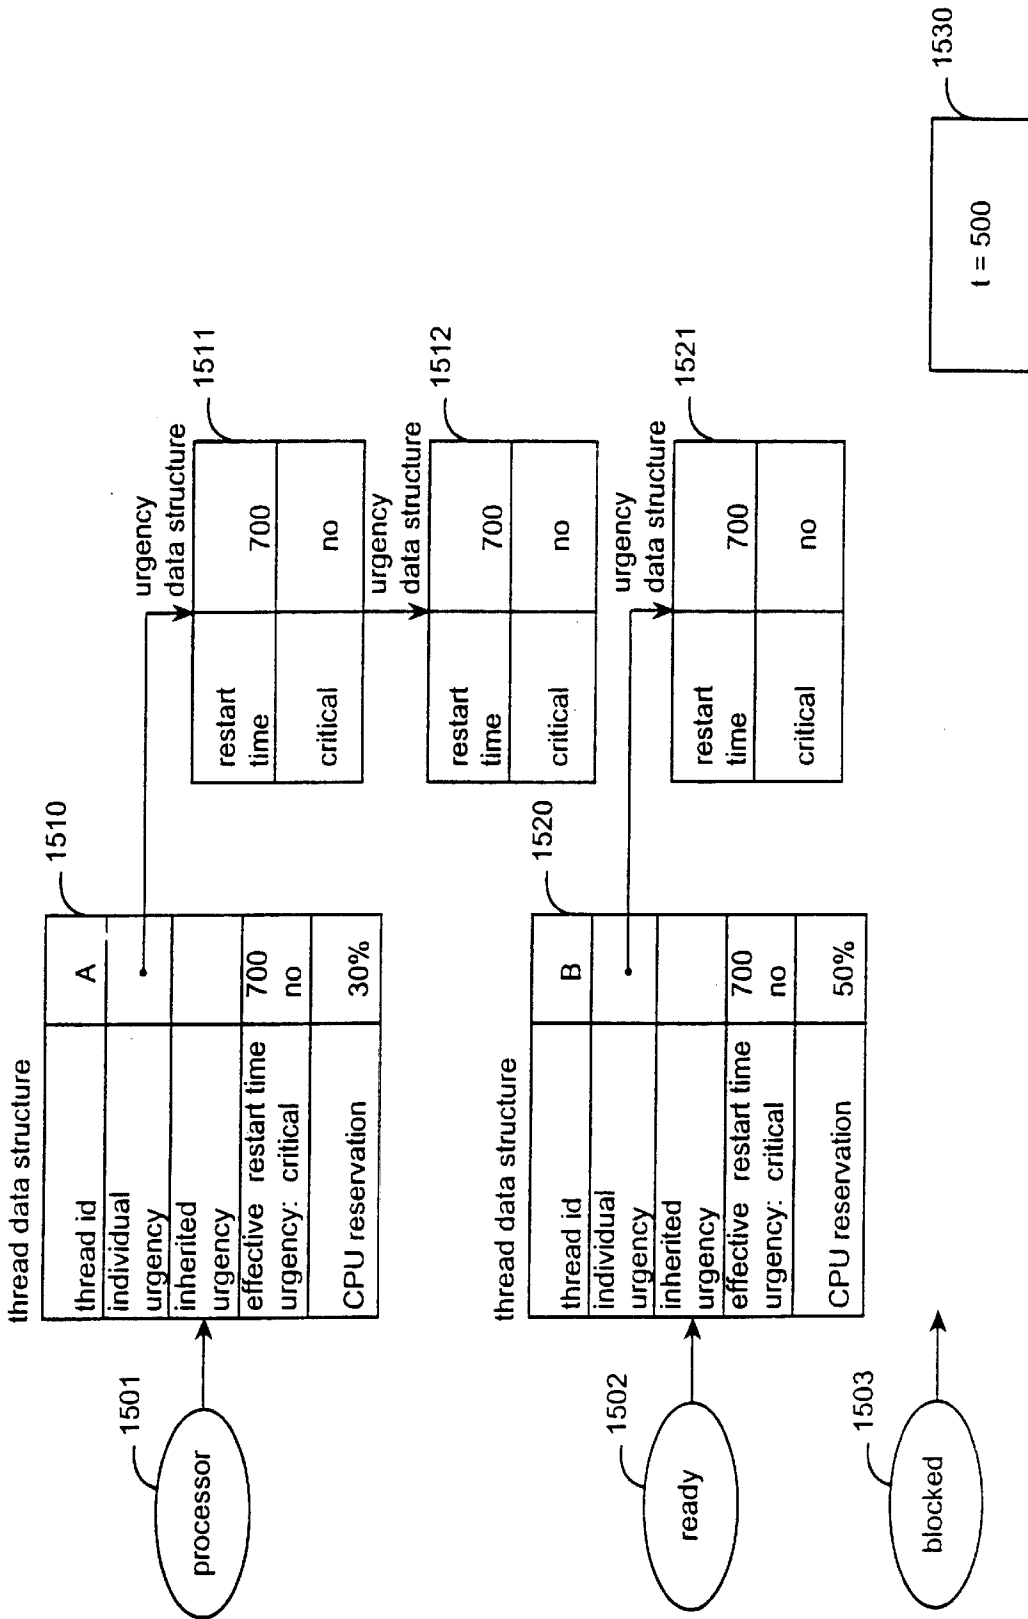 thread data structure
1501
processor
1510
thread id A
individual
urgency
inherited
urgency
effective restart time 700
urgency: critical no
CPU reservation 30%
urgency
data structure
1511
restart
time 700
critical no
urgency
data structure
1512
restart
time 700
critical no
thread data structure
1502
ready
1520
thread id B
individual
urgency
inherited
urgency
effective restart time 700
urgency: critical no
CPU reservation 50%
urgency
data structure
1521
restart
time 700
critical no
1503
blocked
1530
t = 500